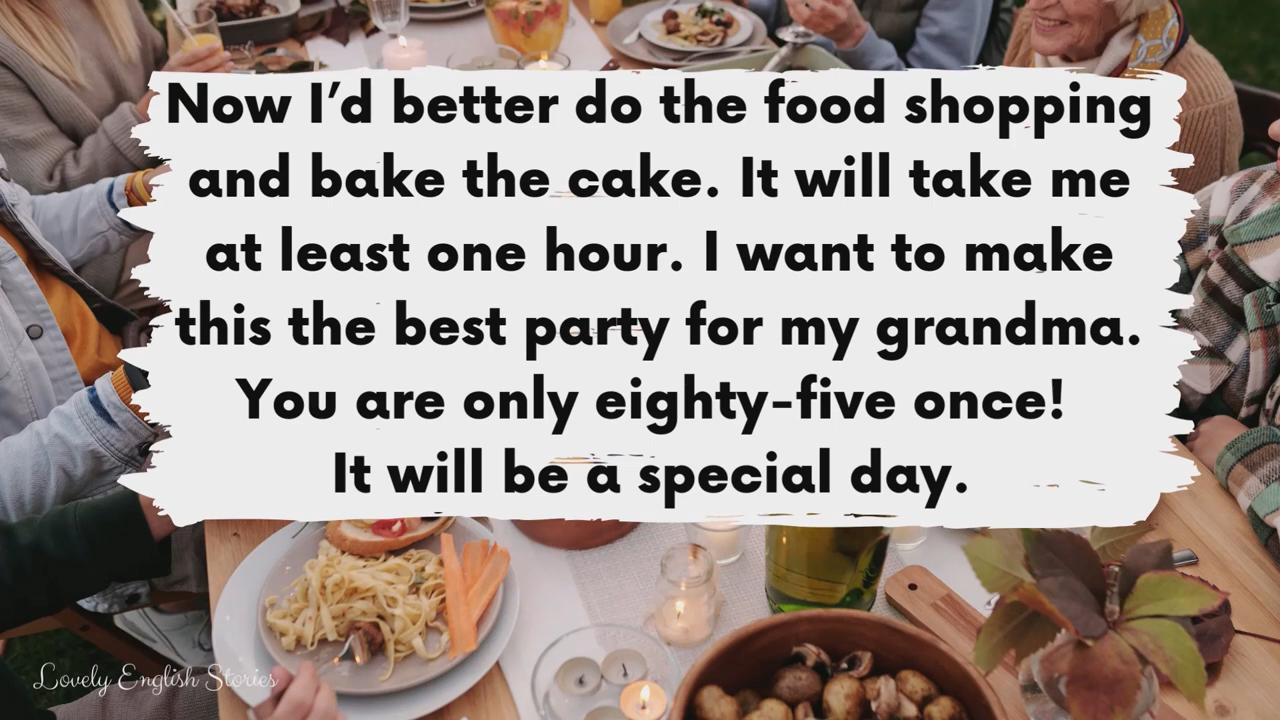 Now I’d better do the food shopping
and bake the cake. It will take me
at least one hour. I want to make
this the best party for my grandma.
You are only eighty-five once!
It will be a special day.
Lovely English Stories